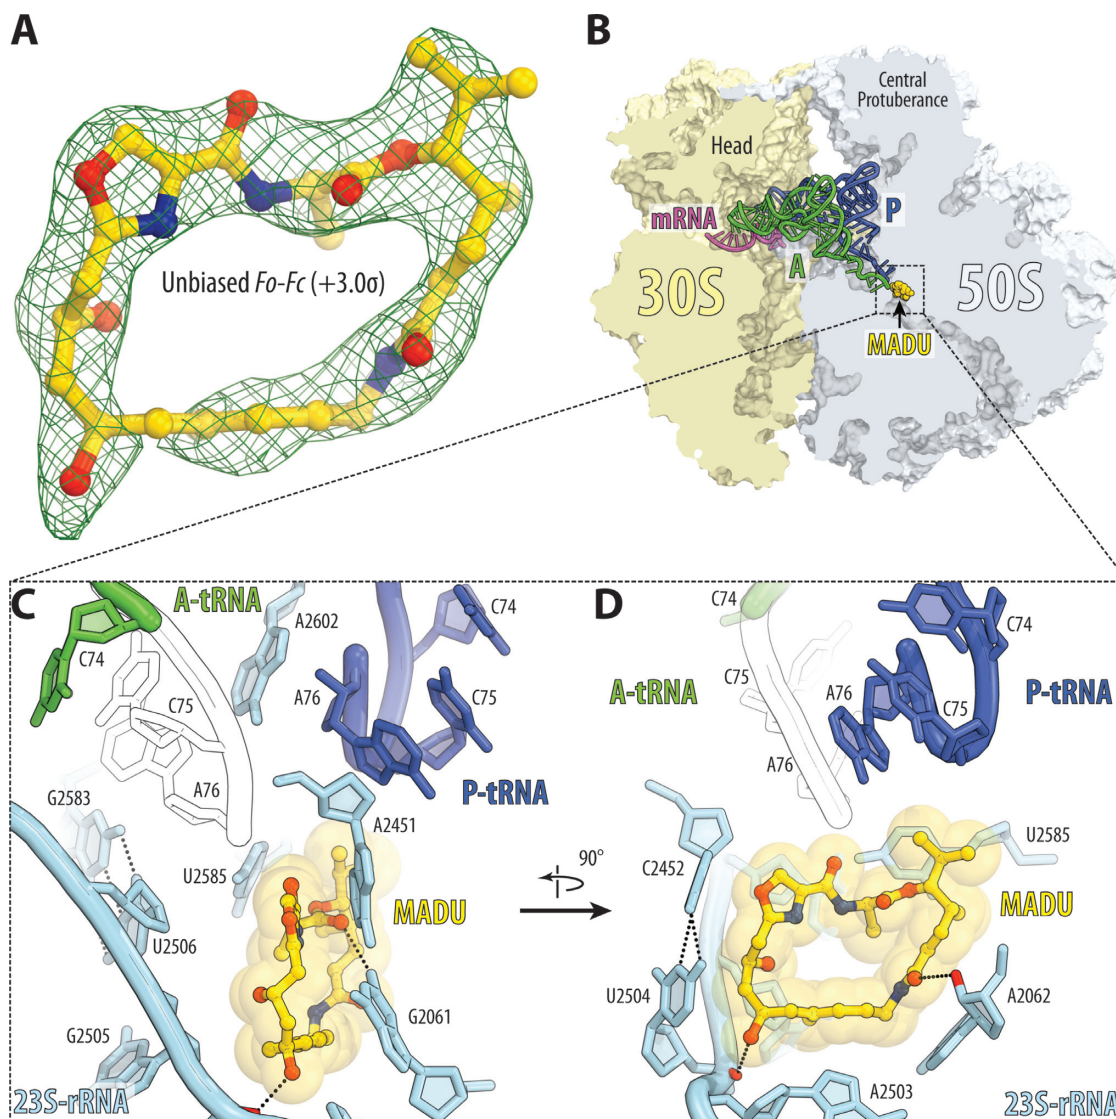 A
Unbiased Fo-Fc (+3.0σ)
B
Central
Protuberance
Head
mRNA
P
A
30S
50S
MADU
C
A-tRNA
C74
A2602
C74
C75
A76
C75
A76
P-tRNA
G2583
A2451
U2585
MADU
U2506
G2505
G2061
23S-rRNA
90°
D
C74
C74
A-tRNA
C75
A76
C75
P-tRNA
A76
C2452
U2585
MADU
U2504
A2062
A2503
23S-rRNA